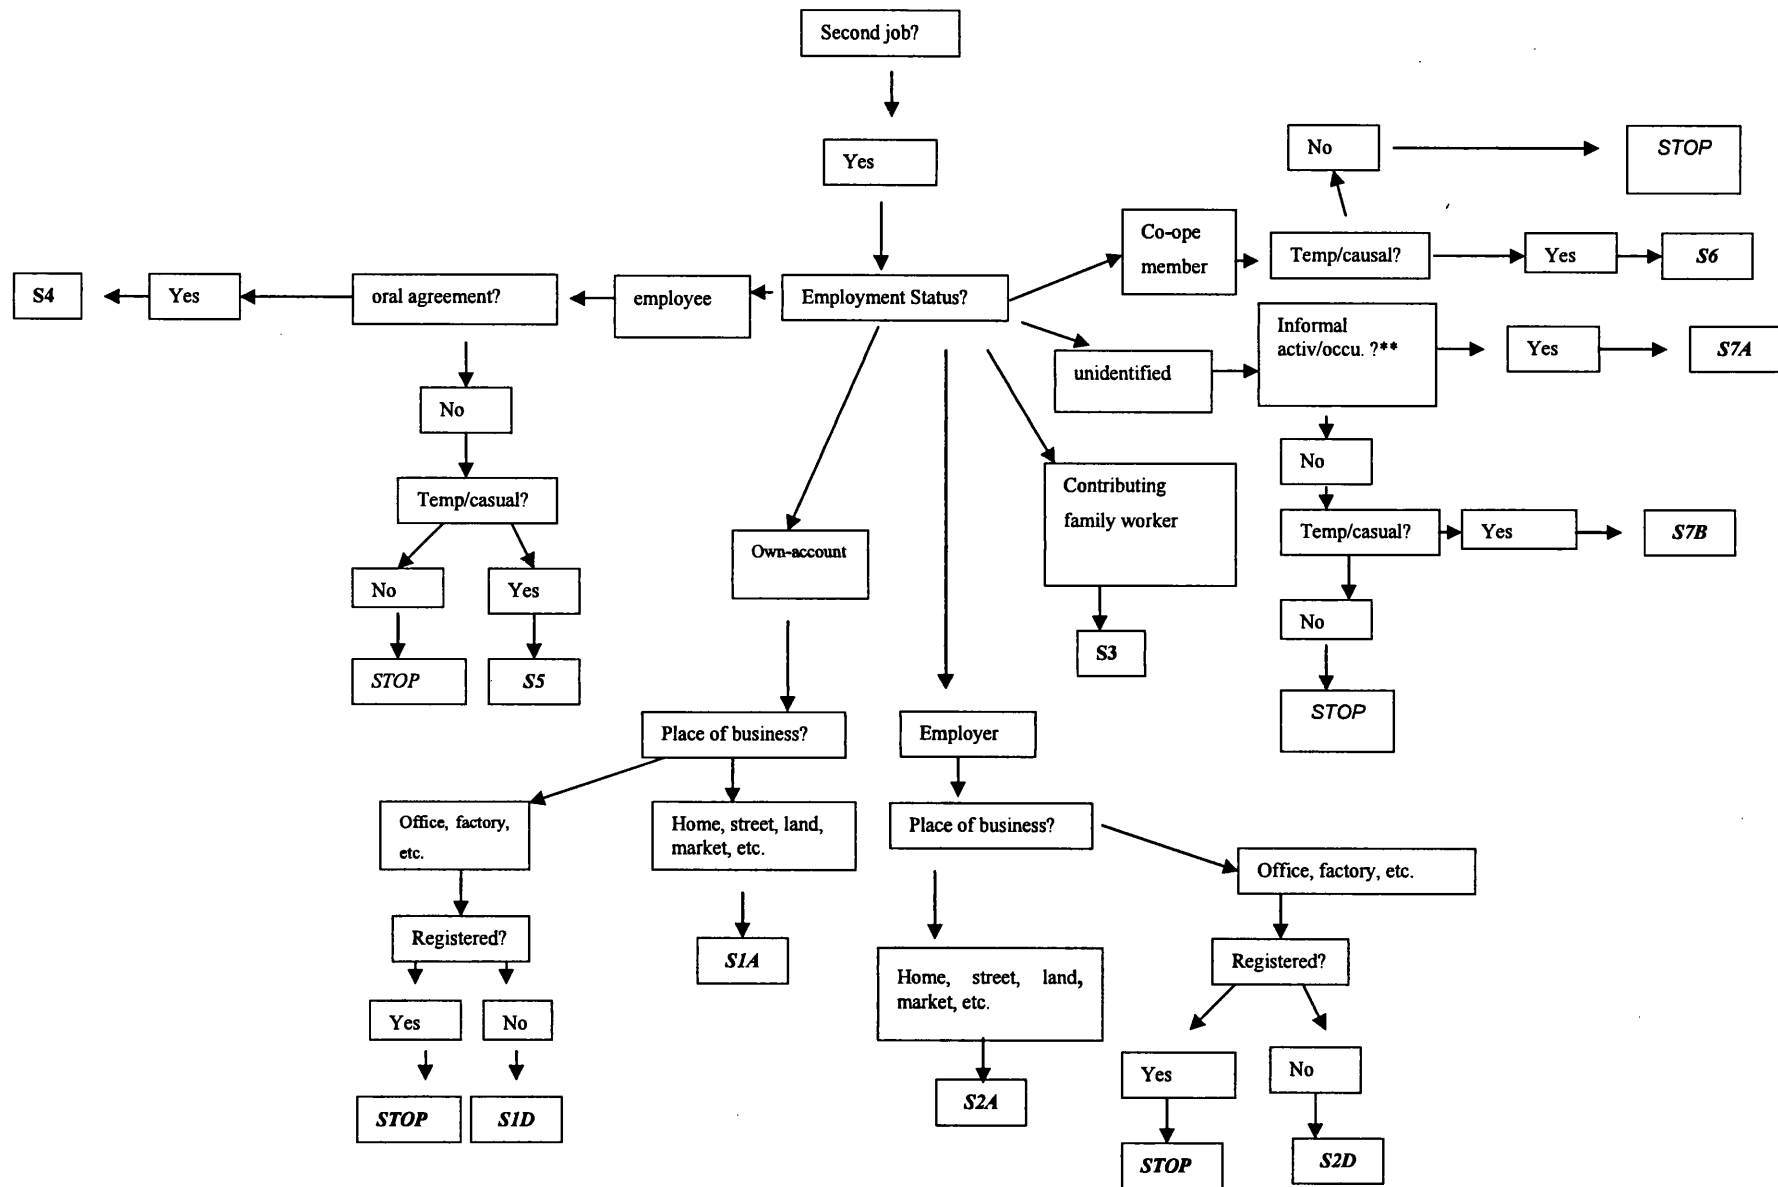 Second job?
Yes
No
STOP
Co-ope
member
Temp/causal?
Yes
S6
S4
Yes
oral agreement?
employee
Employment Status?
Informal
activ/occu. ?**
Yes
S7A
unidentified
No
No
Temp/casual?
Contributing
family worker
Temp/casual?
Yes
S7B
Own-account
No
Yes
No
S3
STOP
S5
STOP
Place of business?
Employer
Office, factory,
etc.
Home, street, land,
market, etc.
Place of business?
Office, factory, etc.
Registered?
S1A
Home, street, land,
market, etc.
Registered?
Yes
No
Yes
No
STOP
S1D
S2A
STOP
S2D